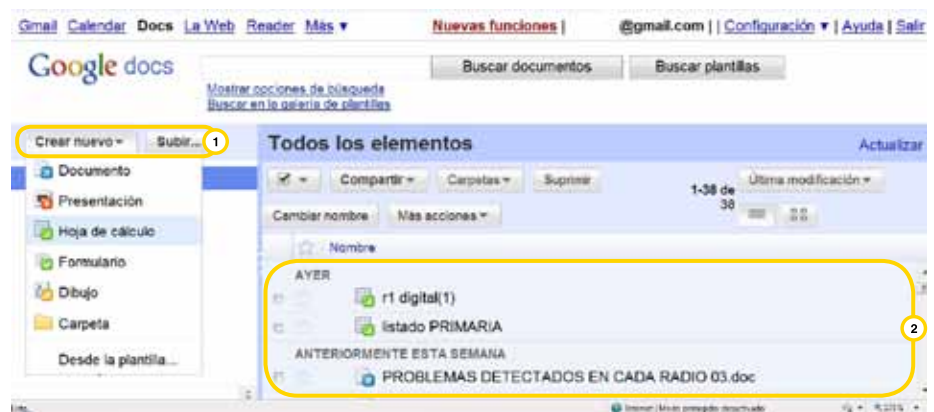 Gmail Calendar Docs La Web Reader Más ▼ Nuevas funciones | @gmail.com | | Configuración ▼ | Ayuda | Salir
Google docs Buscar documentos Buscar plantillas
Mostrar opciones de búsqueda
Buscar en la galería de plantillas
Crear nuevo Subir... 1 Todos los elementos Actualizar
Documento
Presentación
Hoja de cálculo
Formulario
Dibujo
Carpeta
Desde la plantilla...
Compartir Carpetas Suprimir 1-38 de 38 Última modificación
Cambiar nombre Más acciones
Nombre
AYER
r1 digital(1)
listado PRIMARIA
2
ANTERIORMENTE ESTA SEMANA
PROBLEMAS DETECTADOS EN CADA RADIO 03.doc
Internet | Modo protegido desactivado